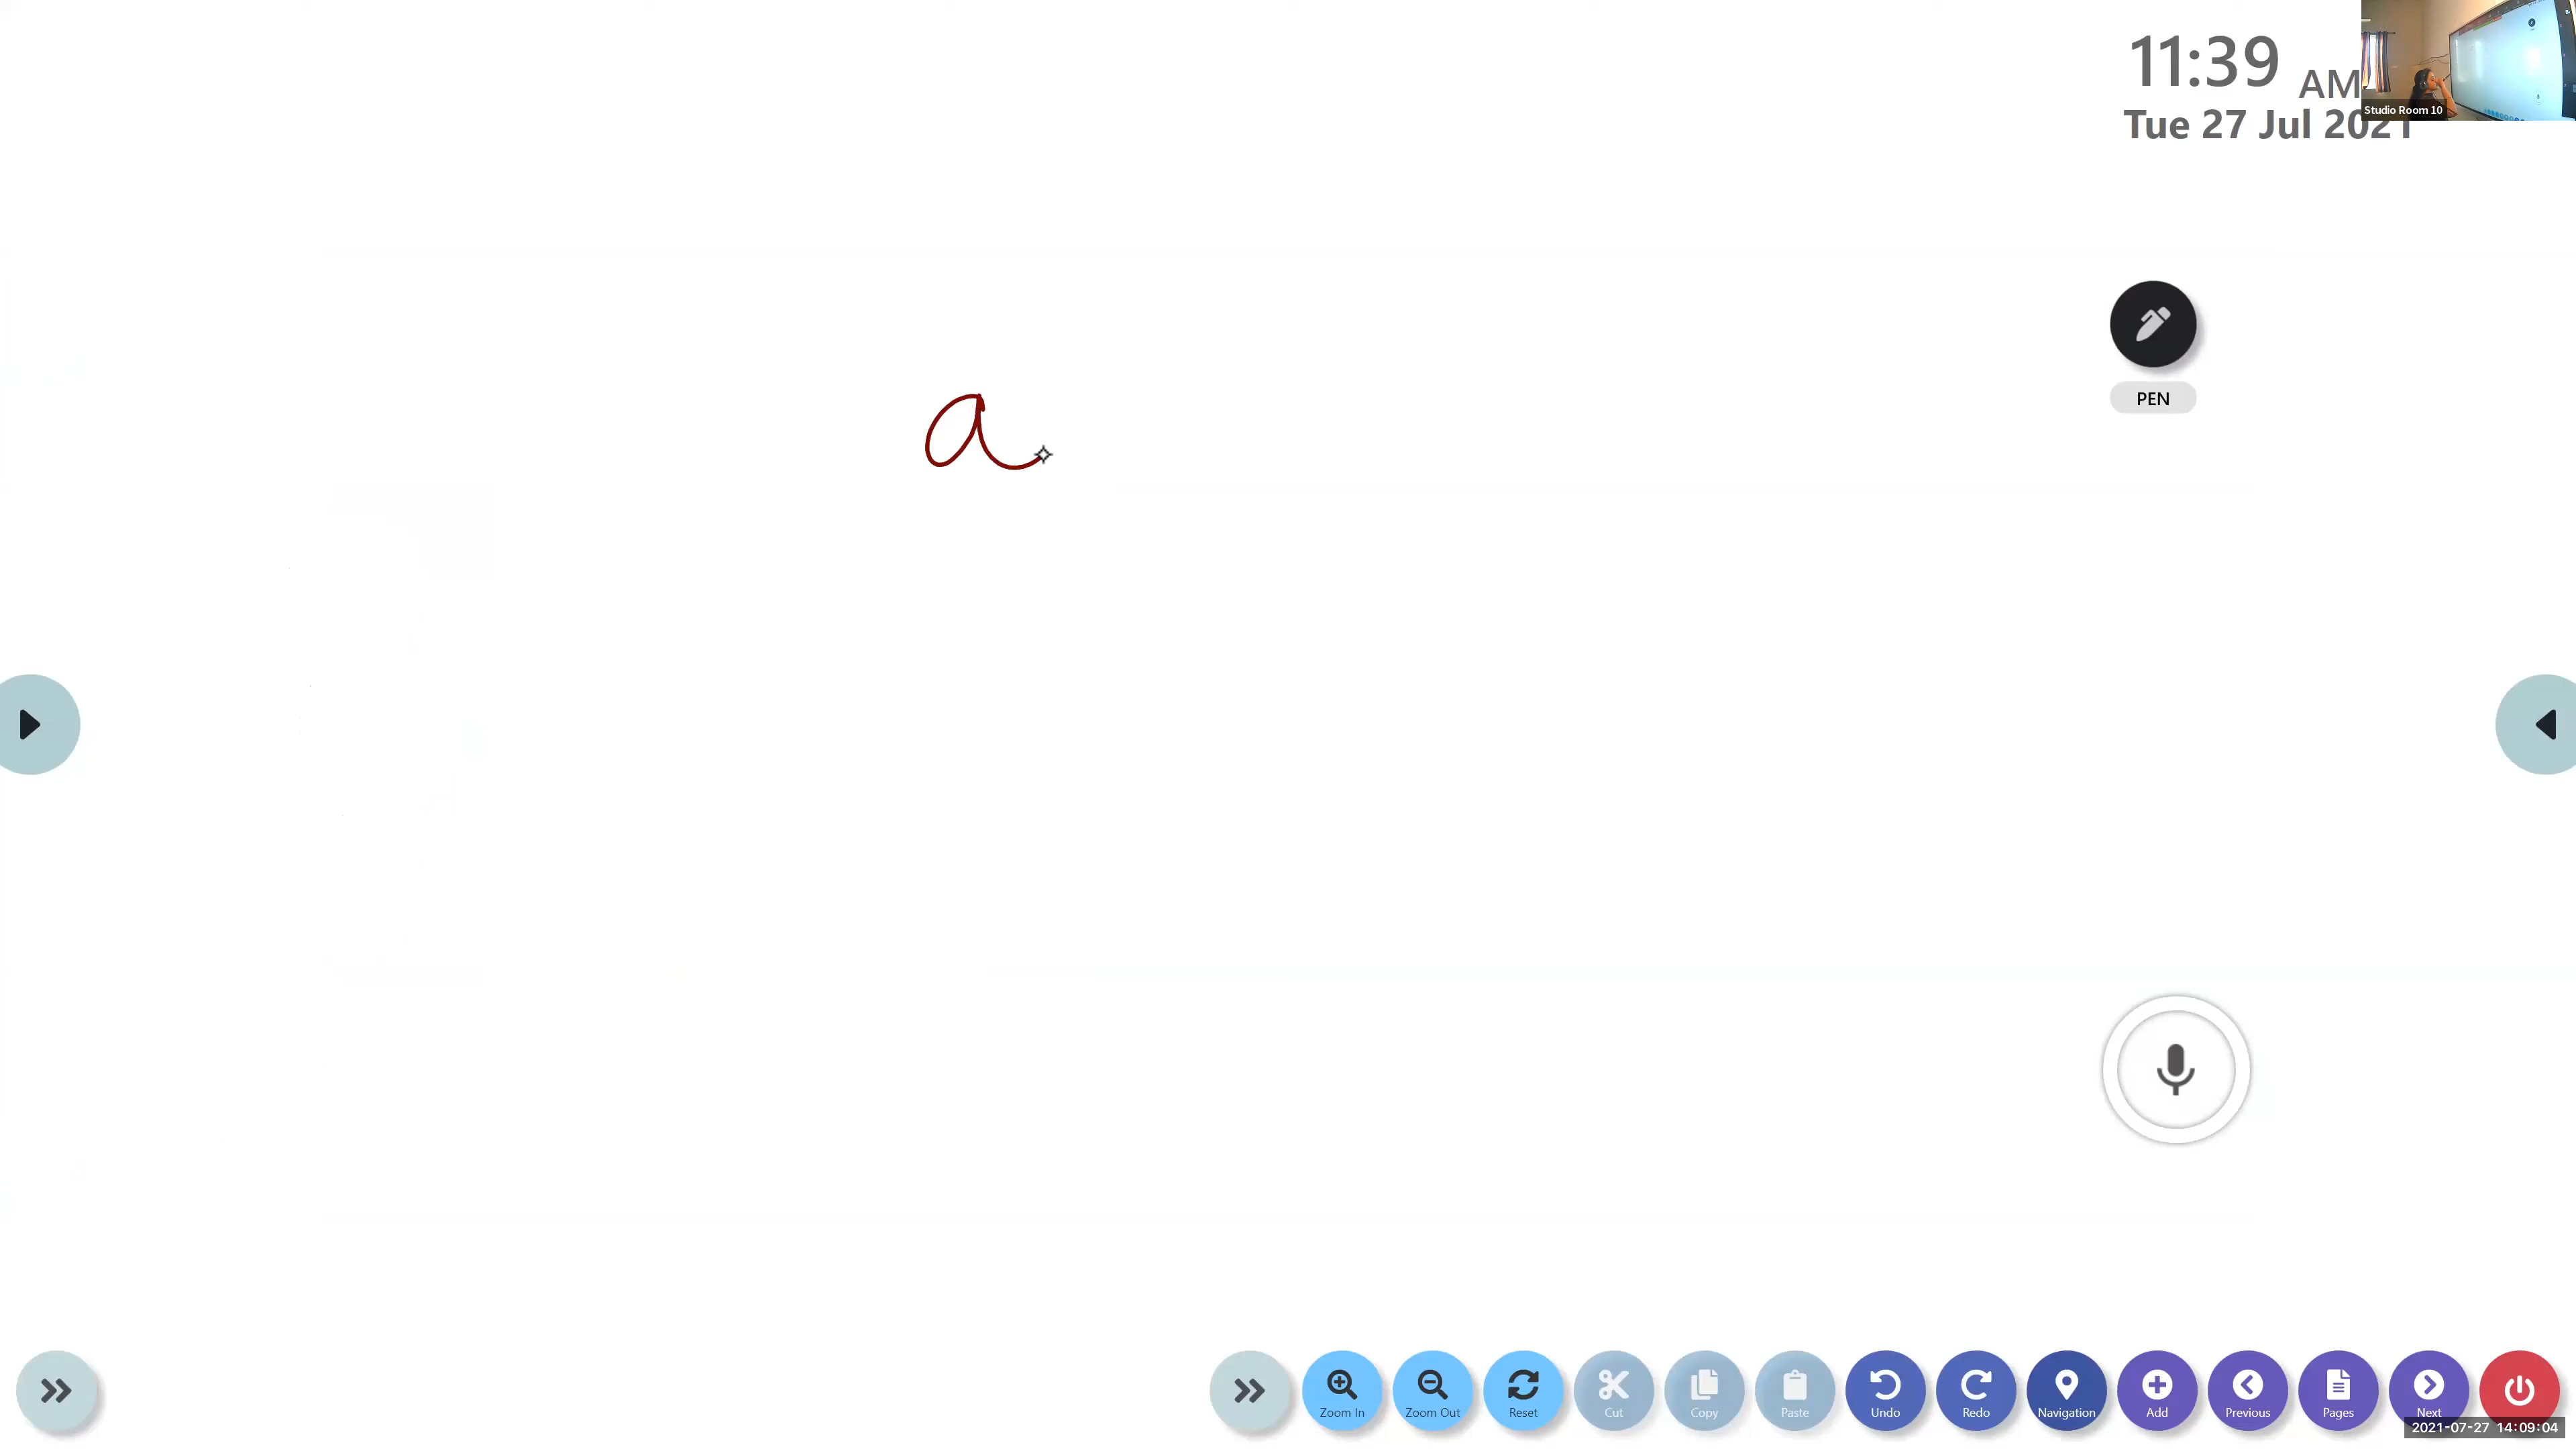 11:39 AM
Tue 27 Jul 2021
Studio Room 10
PEN
a
Zoom In
Zoom Out
Reset
Cut
Copy
Paste
Undo
Redo
Navigation
Add
Previous
Pages
Next
2021-07-27 14:09:04